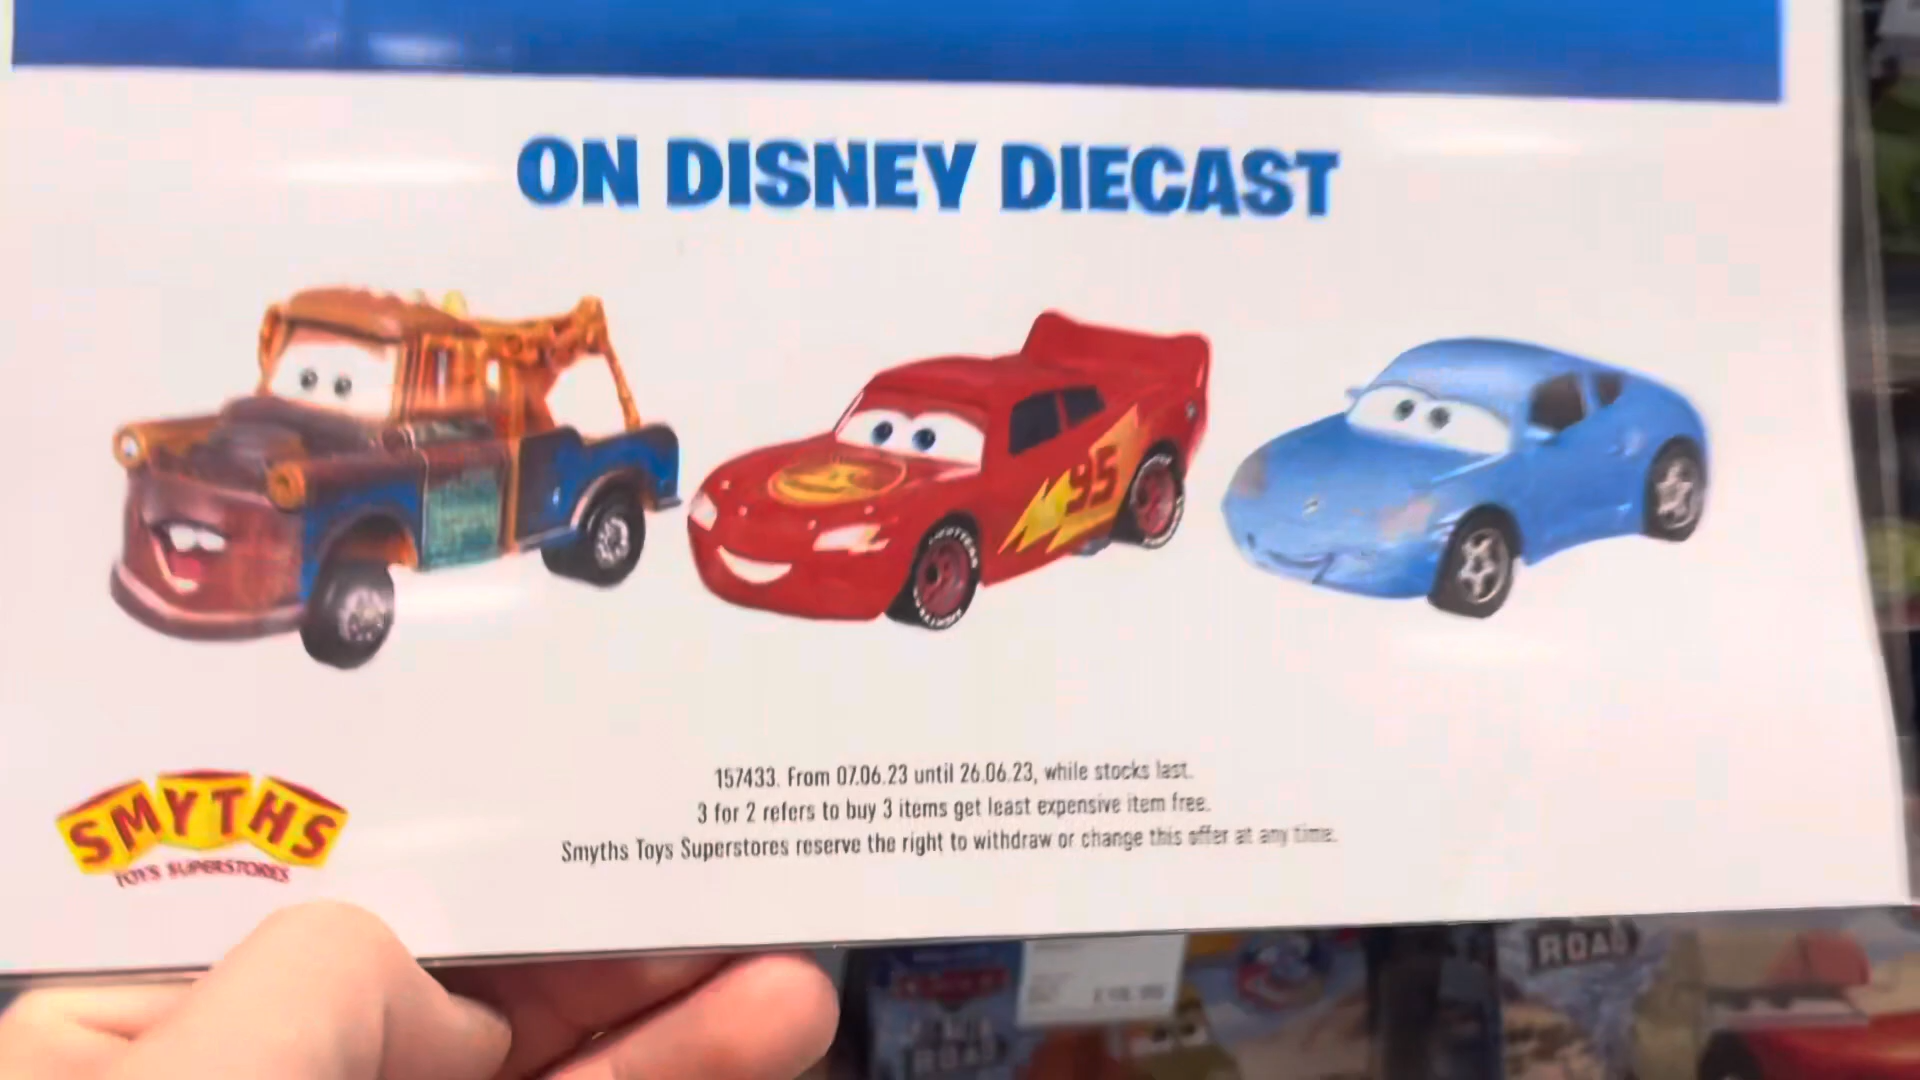 ON DISNEY DIECAST
95
157433. From 07.06.23 until 26.06.23, while stocks last.
3 for 2 refers to buy 3 items get least expensive item free.
Smyths Toys Superstores reserve the right to withdraw or change this offer at any time.
SMYTHS
TOYS SUPERSTORES
ROAD
ROAD